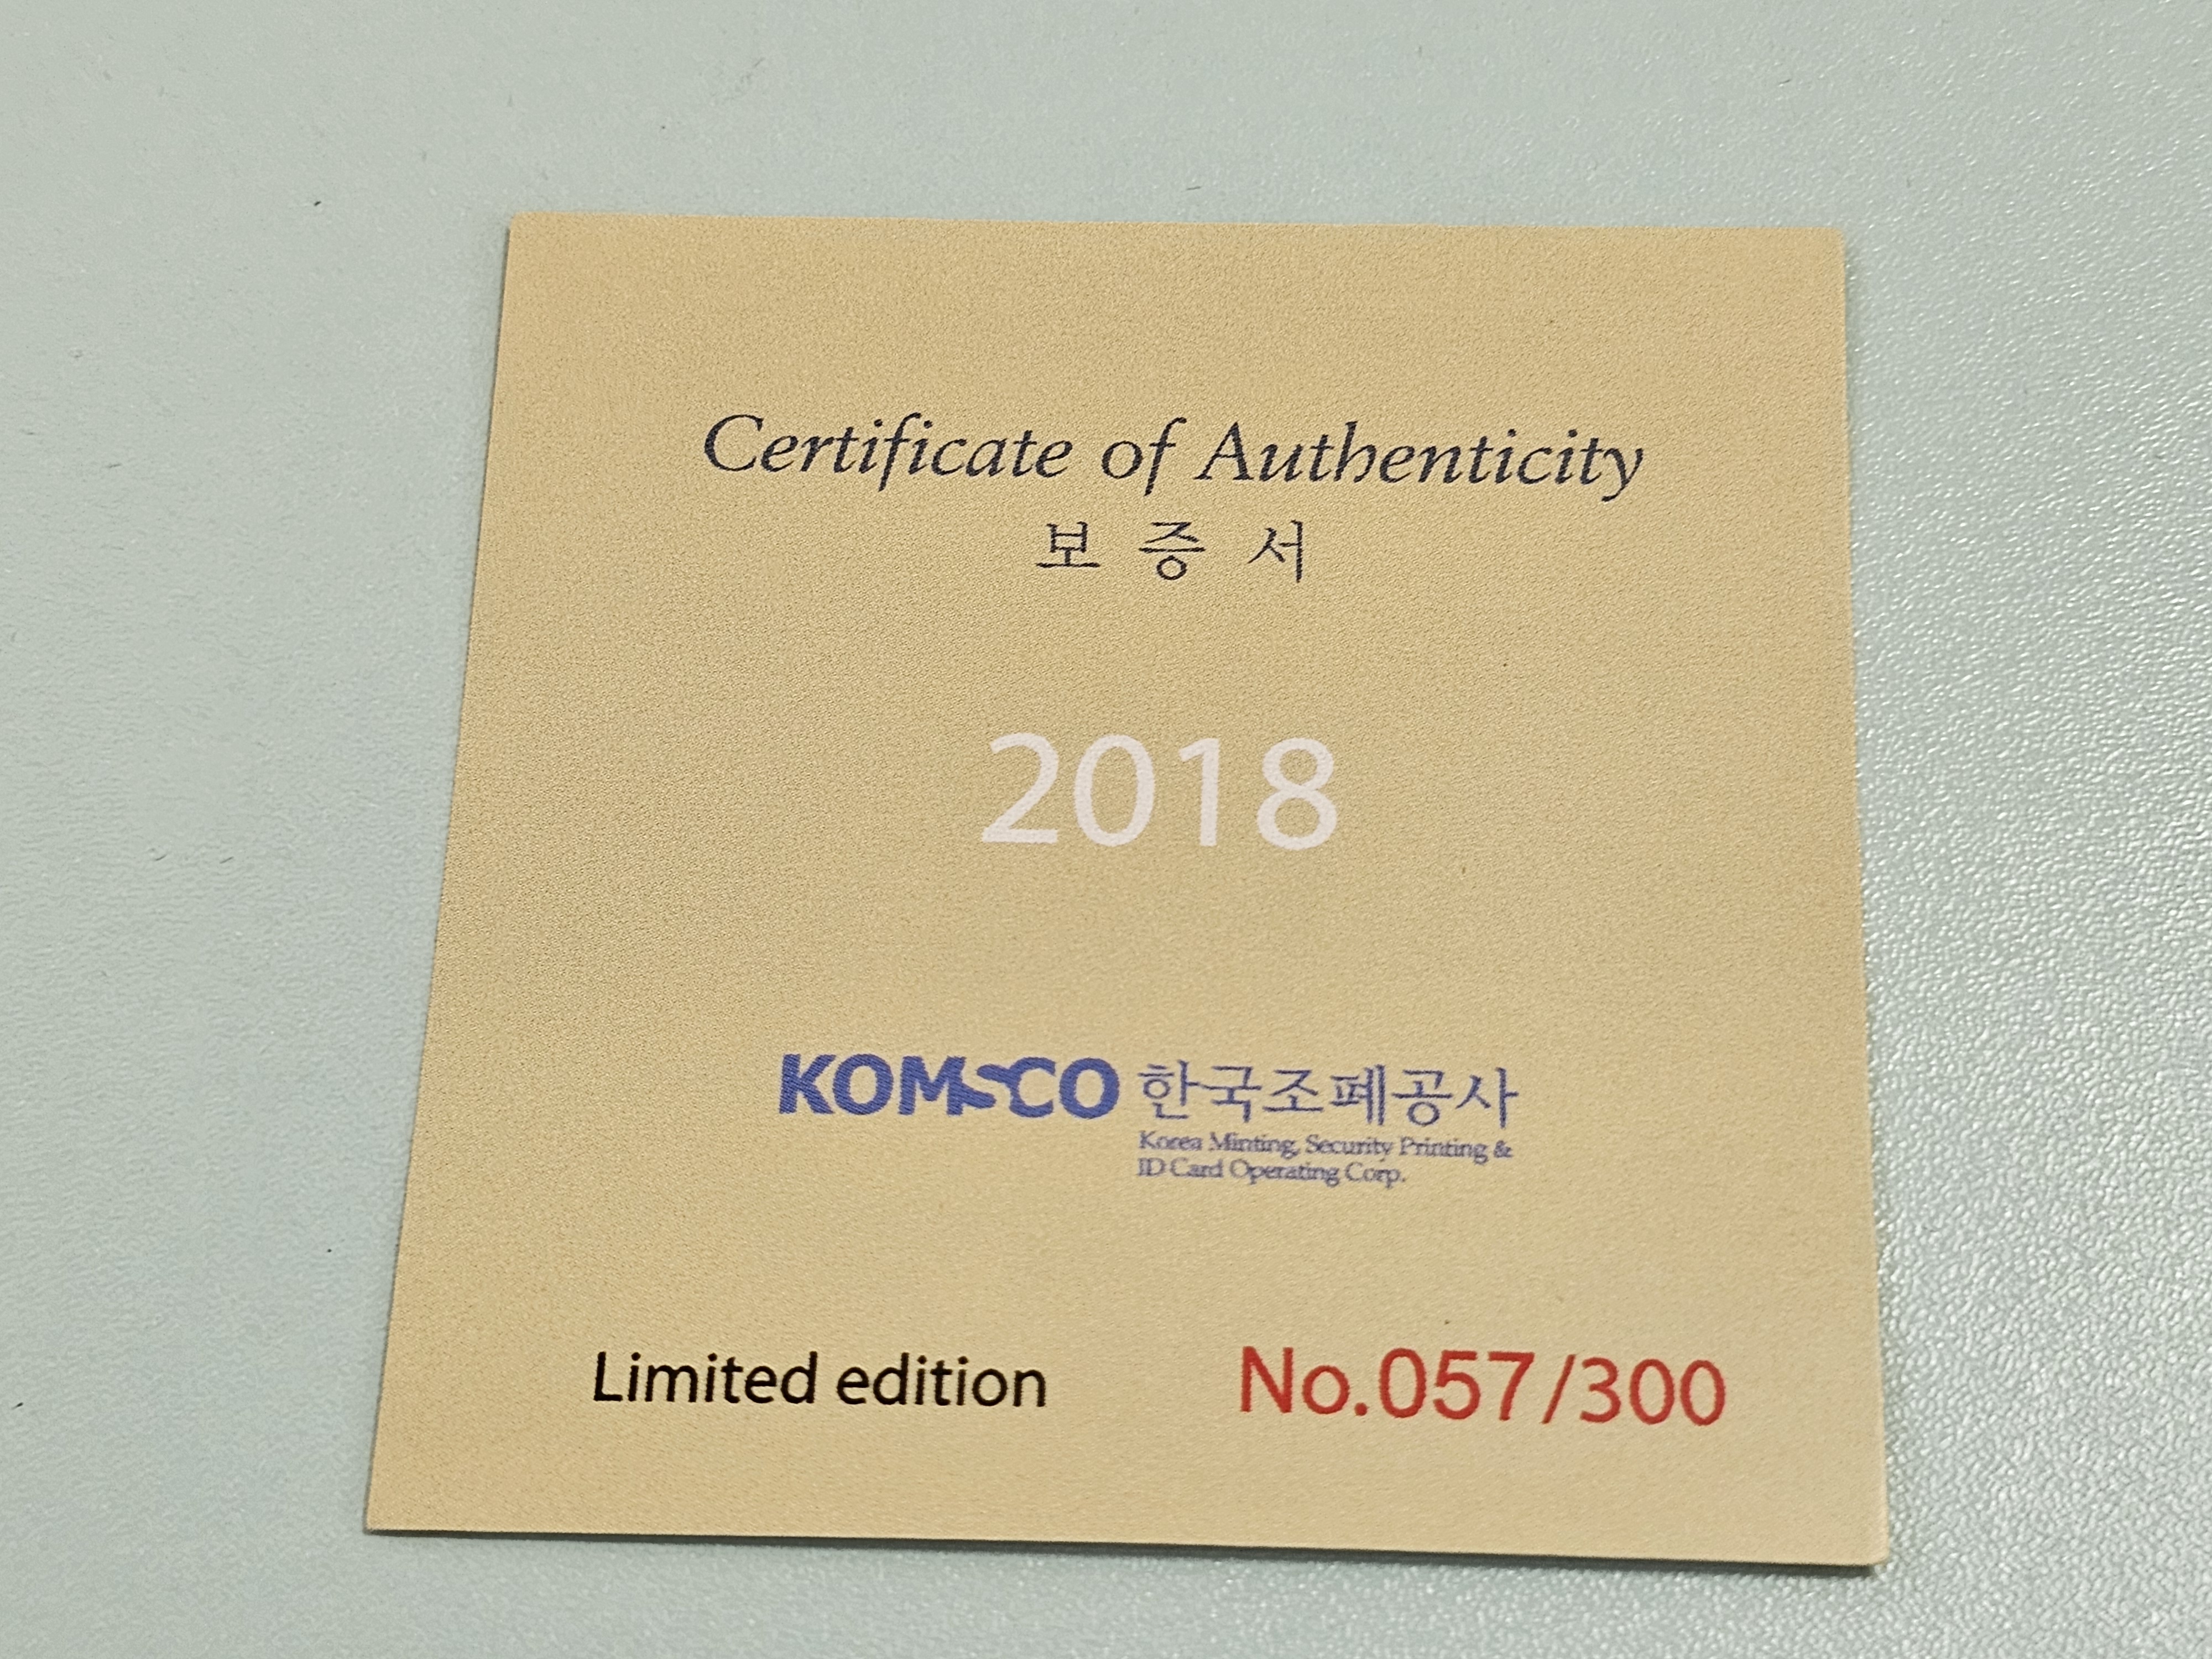 Certificate of Authenticity
보 증 서
2018
KOMSCO 한국조폐공사
Korea Minting, Security Printing &
ID Card Operating Corp.
Limited edition No.057/300